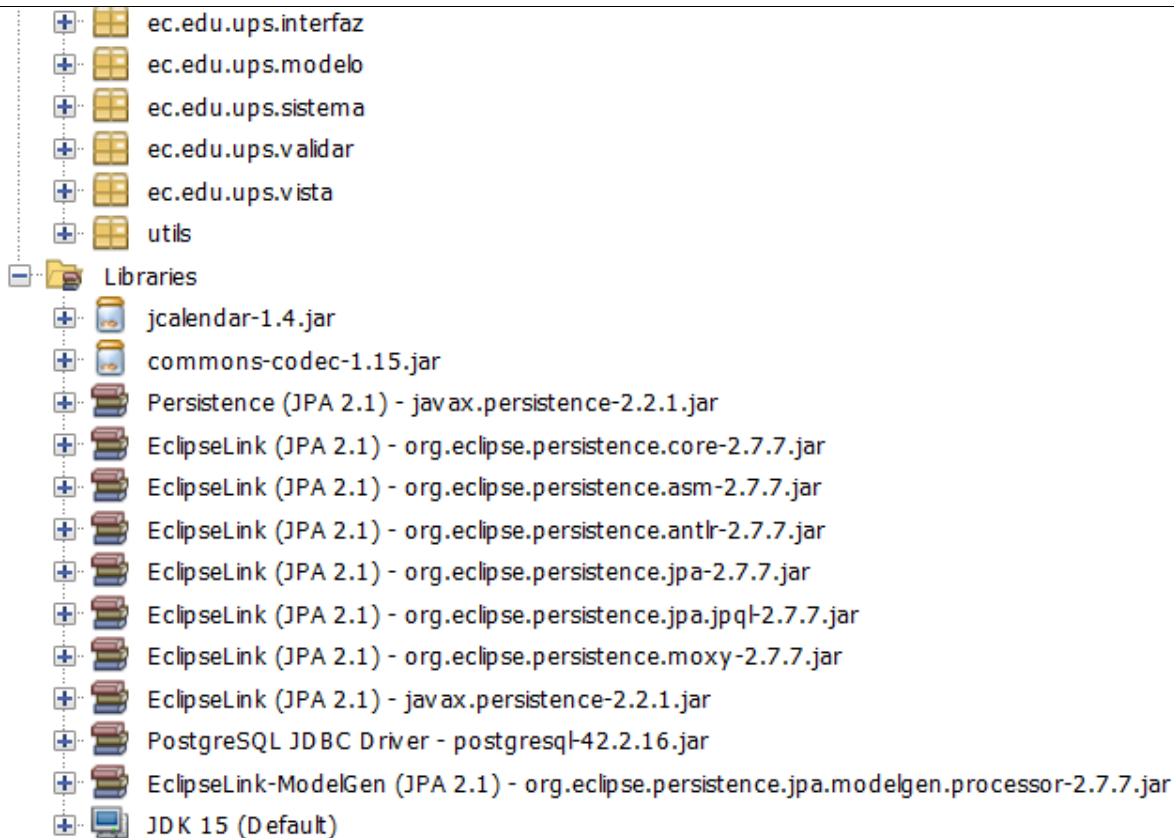 ec.edu.ups.interfaz
ec.edu.ups.modelo
ec.edu.ups.sistema
ec.edu.ups.validar
ec.edu.ups.vista
utils
Libraries
jcalendar-1.4.jar
commons-codec-1.15.jar
Persistence (JPA 2.1) - javax.persistence-2.2.1.jar
EclipseLink (JPA 2.1) - org.eclipse.persistence.core-2.7.7.jar
EclipseLink (JPA 2.1) - org.eclipse.persistence.asm-2.7.7.jar
EclipseLink (JPA 2.1) - org.eclipse.persistence.antlr-2.7.7.jar
EclipseLink (JPA 2.1) - org.eclipse.persistence.jpa-2.7.7.jar
EclipseLink (JPA 2.1) - org.eclipse.persistence.jpa.jpql-2.7.7.jar
EclipseLink (JPA 2.1) - org.eclipse.persistence.moxy-2.7.7.jar
EclipseLink (JPA 2.1) - javax.persistence-2.2.1.jar
PostgreSQL JDBC Driver - postgresql-42.2.16.jar
EclipseLink-ModelGen (JPA 2.1) - org.eclipse.persistence.jpa.modelgen.processor-2.7.7.jar
JDK 15 (Default)